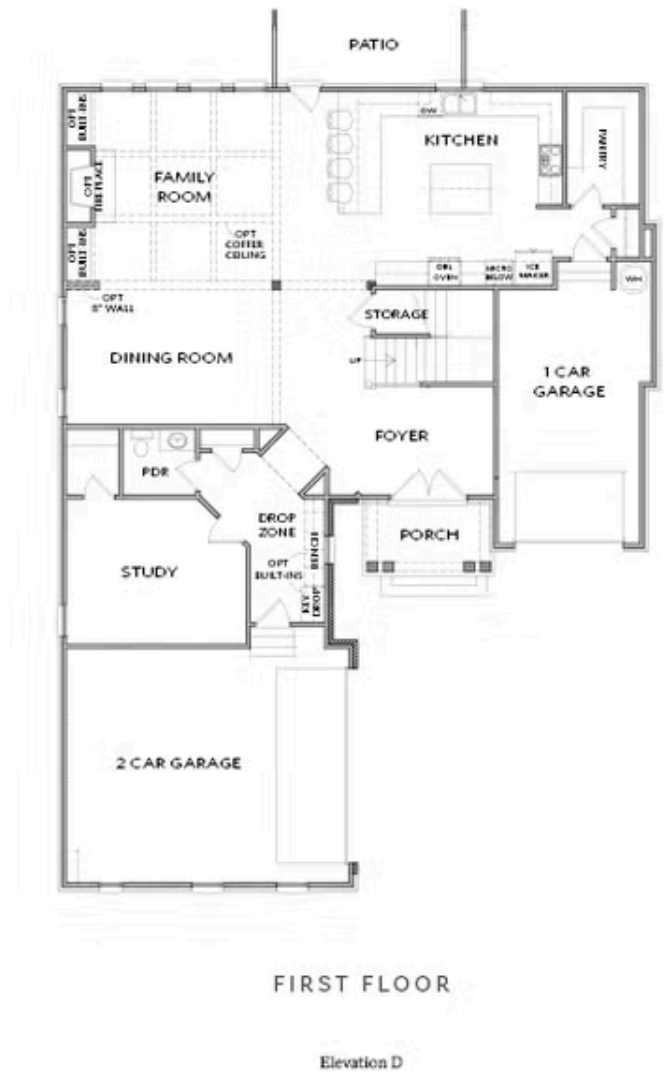 PATIO
OPT
BUILT-INS
DW
KITCHEN
PANTRY
FAMILY
ROOM
OPT
FIREPLACE
OPT
COFFER
CEILING
OPT
BUILT-INS
DBL
OVEN
MICRO
BELOW
ICE
MAKER
WH
OPT
8" WALL
STORAGE
DINING ROOM
UP
1 CAR
GARAGE
FOYER
PDR
DROP
ZONE
PORCH
BENCH
OPT
BUILT-INS
STUDY
KEY
DROP
2 CAR GARAGE
FIRST FLOOR
Elevation D